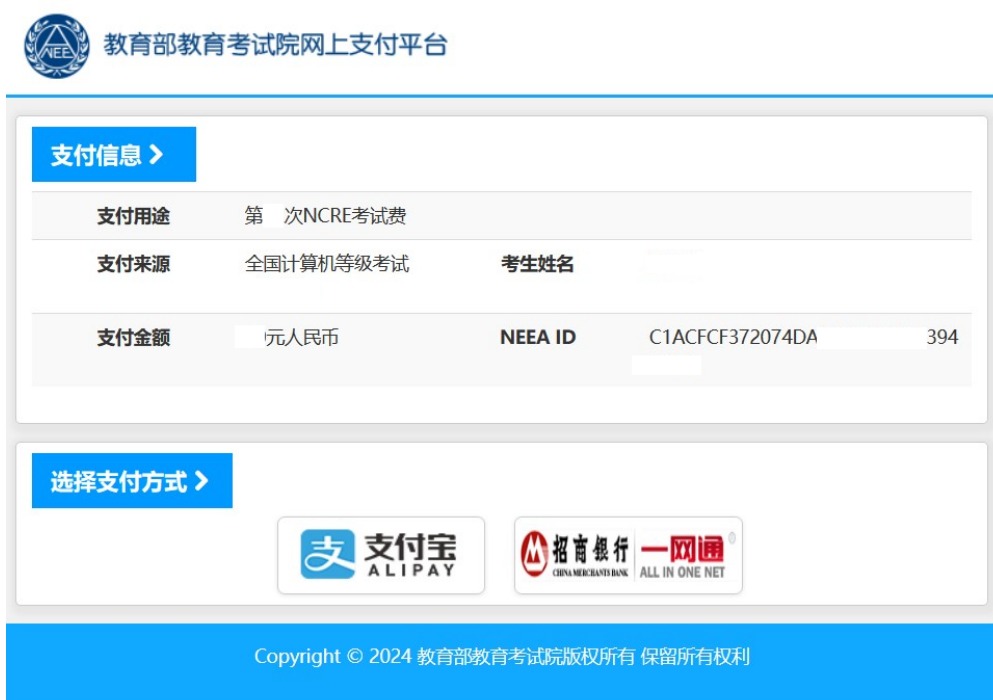 NEE
教育部教育考试院网上支付平台
支付信息
支付用途 第 次NCRE考试费
支付来源 全国计算机等级考试 考生姓名
支付金额 元人民币 NEEA ID C1ACFCF372074DA 394
选择支付方式
支 支付宝 ALIPAY
招商银行 CHINA MERCHANTS BANK 一网通 ® ALL IN ONE NET
Copyright © 2024 教育部教育考试院版权所有 保留所有权利